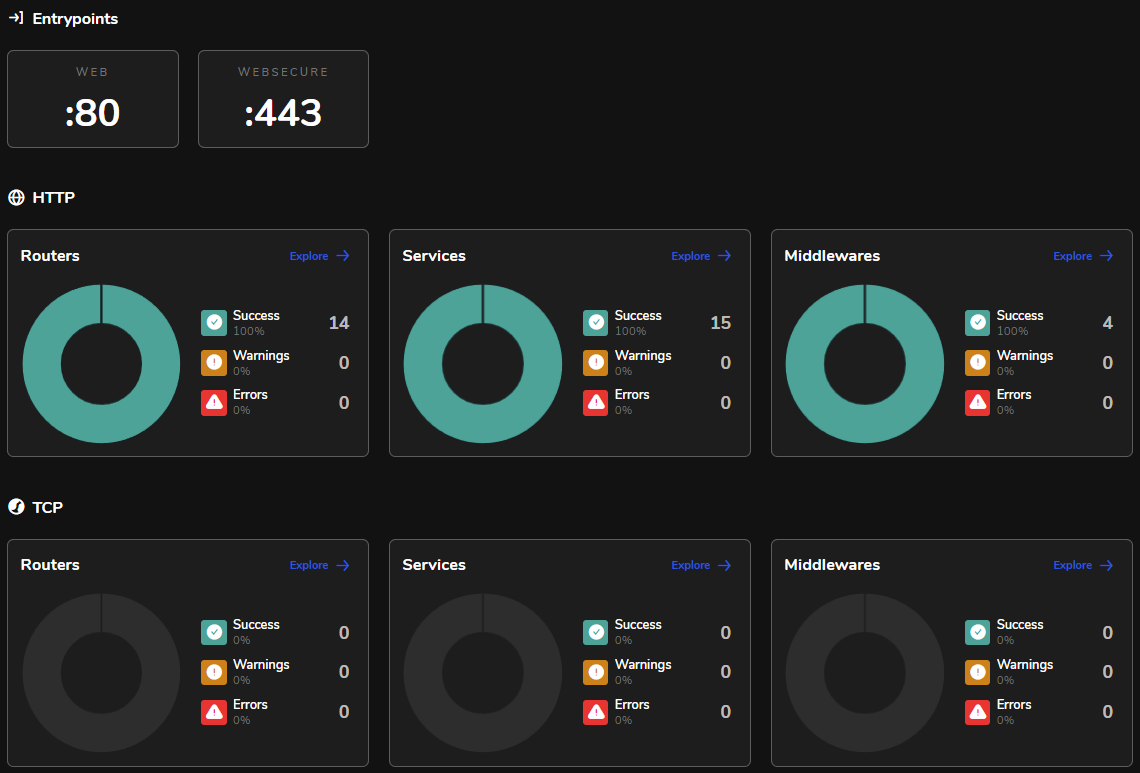 Entrypoints
WEB
:80
WEBSECURE
:443
HTTP
Routers
Explore
Success
100%
14
Warnings
0%
0
Errors
0%
0
Services
Explore
Success
100%
15
Warnings
0%
0
Errors
0%
0
Middlewares
Explore
Success
100%
4
Warnings
0%
0
Errors
0%
0
TCP
Routers
Explore
Success
0%
0
Warnings
0%
0
Errors
0%
0
Services
Explore
Success
0%
0
Warnings
0%
0
Errors
0%
0
Middlewares
Explore
Success
0%
0
Warnings
0%
0
Errors
0%
0